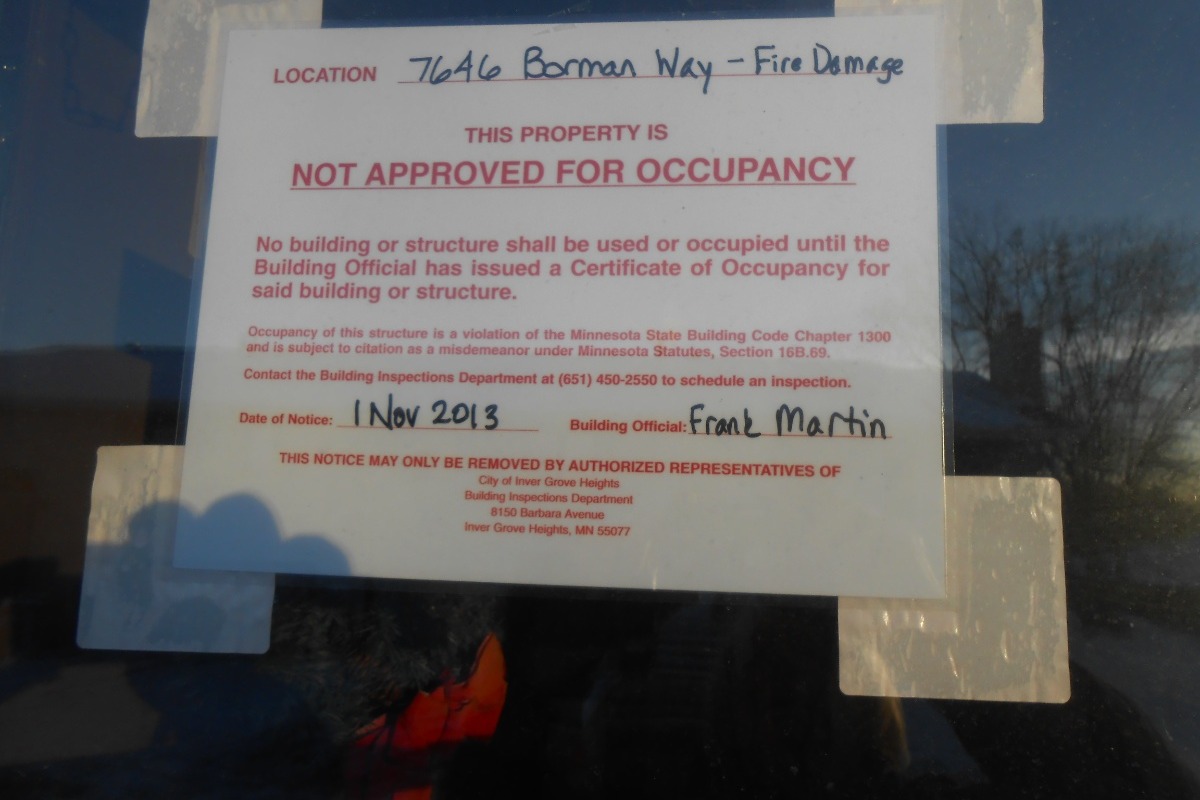 LOCATION 7646 Borman Way - Fire Damage
THIS PROPERTY IS
NOT APPROVED FOR OCCUPANCY
No building or structure shall be used or occupied until the
Building Official has issued a Certificate of Occupancy for
said building or structure.
Occupancy of this structure is a violation of the Minnesota State Building Code Chapter 1300
and is subject to citation as a misdemeanor under Minnesota Statutes, Section 16B.69.
Contact the Building Inspections Department at (651) 450-2550 to schedule an inspection.
Date of Notice: 1 Nov 2013 Building Official: Frank Martin
THIS NOTICE MAY ONLY BE REMOVED BY AUTHORIZED REPRESENTATIVES OF
City of Inver Grove Heights
Building Inspections Department
8150 Barbara Avenue
Inver Grove Heights, MN 55077